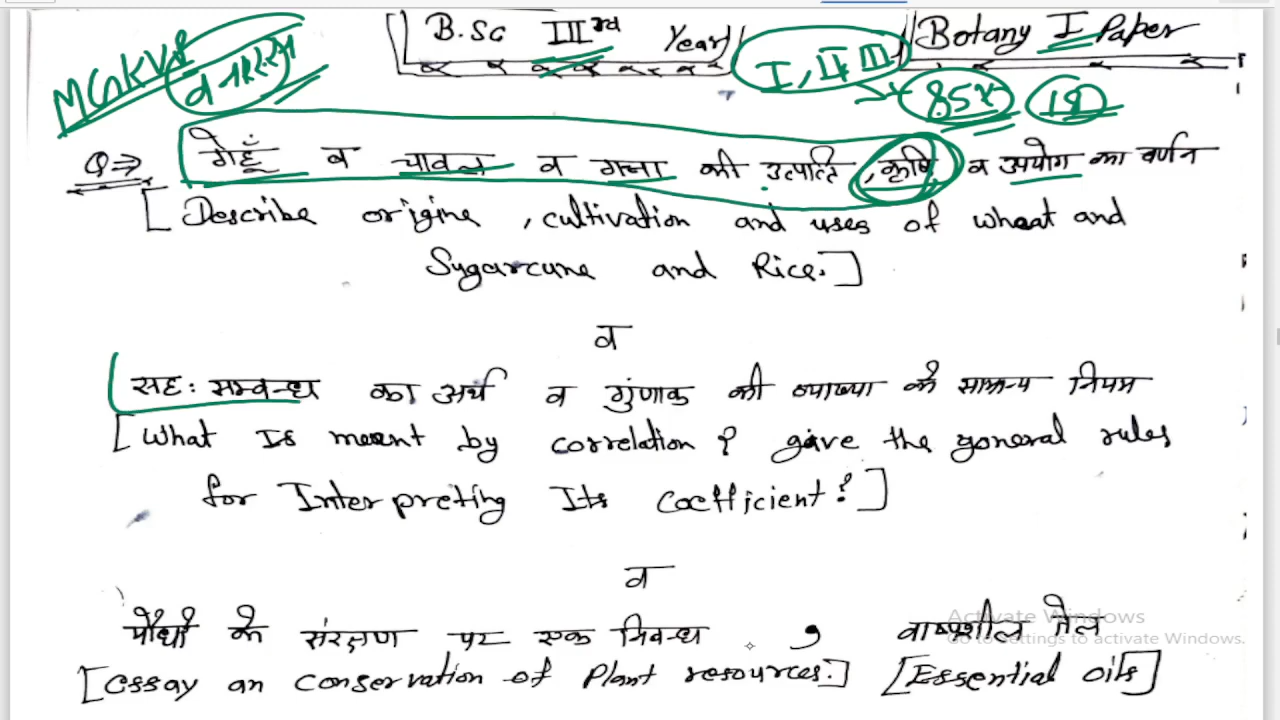 B.Sc IIIrd Year
Botany I Paper
MGKVP
वाराणसी
I, II III
85%
Q⇒ गेहूँ व चावल व गन्ना की उत्पत्ति, कृषि व उपयोग का वर्णन
[Describe origine, cultivation and uses of wheat and
Sugarcune and Rice.]
व
सह: सम्बन्ध का अर्थ व गुंणाक की व्याख्या के सामन्य नियम
[What Is meant by correlation? give the general rules
for Interpreting Its Coefficient?]
व
पौधों के संरक्षण पर एक निबन्ध , वाष्पशील तेल
[essay an conservation of Plant resources.] [Essential oils]
Activate Windows
Go to Settings to activate Windows.